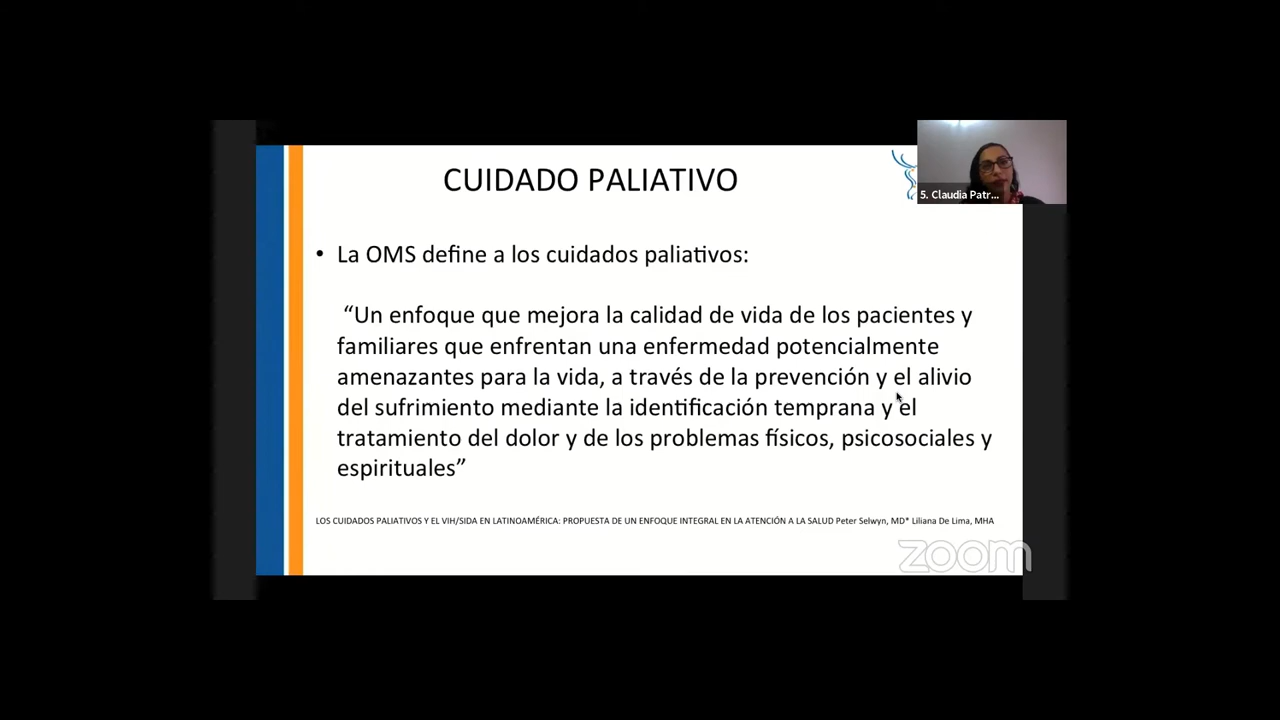 CUIDADO PALIATIVO
5. Claudia Patr...
• La OMS define a los cuidados paliativos:
“Un enfoque que mejora la calidad de vida de los pacientes y
familiares que enfrentan una enfermedad potencialmente
amenazantes para la vida, a través de la prevención y el alivio
del sufrimiento mediante la identificación temprana y el
tratamiento del dolor y de los problemas físicos, psicosociales y
espirituales”
LOS CUIDADOS PALIATIVOS Y EL VIH/SIDA EN LATINOAMÉRICA: PROPUESTA DE UN ENFOQUE INTEGRAL EN LA ATENCIÓN A LA SALUD Peter Selwyn, MD* Liliana De Lima, MHA
zoom